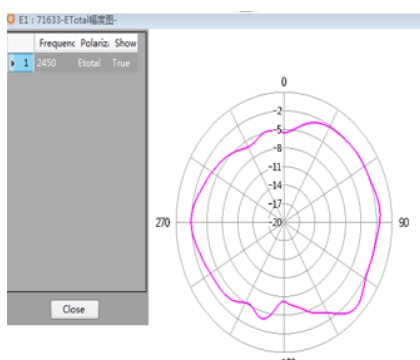 E1 : 71633-ETotal幅度图-
Frequenc Polariz. Show
1 2450 Etotal True
0
-2
-5
-8
-11
-14
-17
-20
270
90
Close